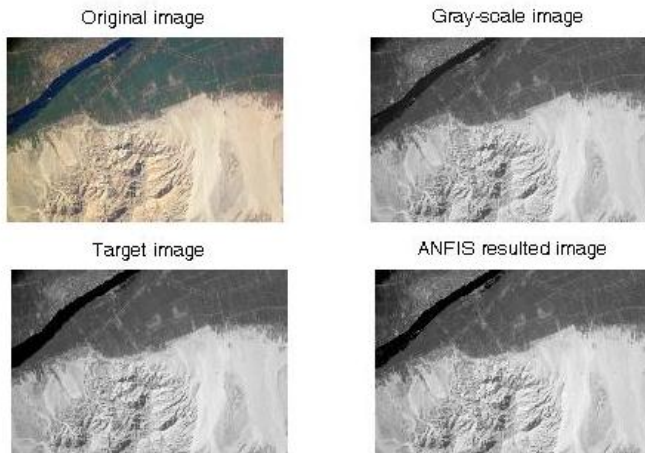 Original image
Gray-scale image
Target image
ANFIS resulted image